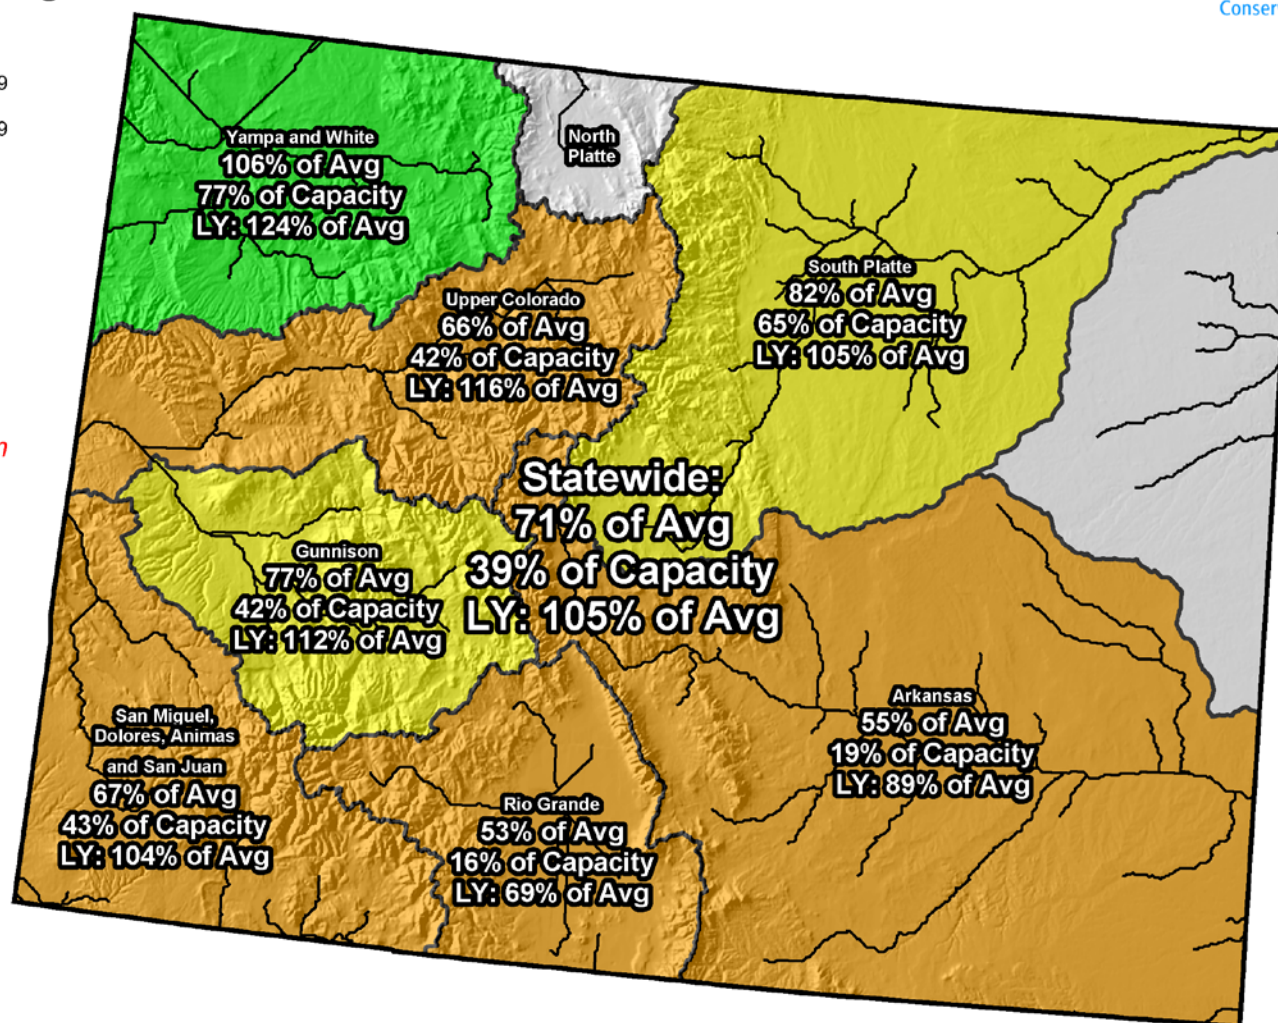 Conser
9
9
n
Yampa and White
106% of Avg
77% of Capacity
LY: 124% of Avg
North
Platte
South Platte
82% of Avg
65% of Capacity
LY: 105% of Avg
Upper Colorado
66% of Avg
42% of Capacity
LY: 116% of Avg
Statewide:
71% of Avg
39% of Capacity
LY: 105% of Avg
Gunnison
77% of Avg
42% of Capacity
LY: 112% of Avg
San Miguel,
Dolores, Animas
and San Juan
67% of Avg
43% of Capacity
LY: 104% of Avg
Rio Grande
53% of Avg
16% of Capacity
LY: 69% of Avg
Arkansas
55% of Avg
19% of Capacity
LY: 89% of Avg